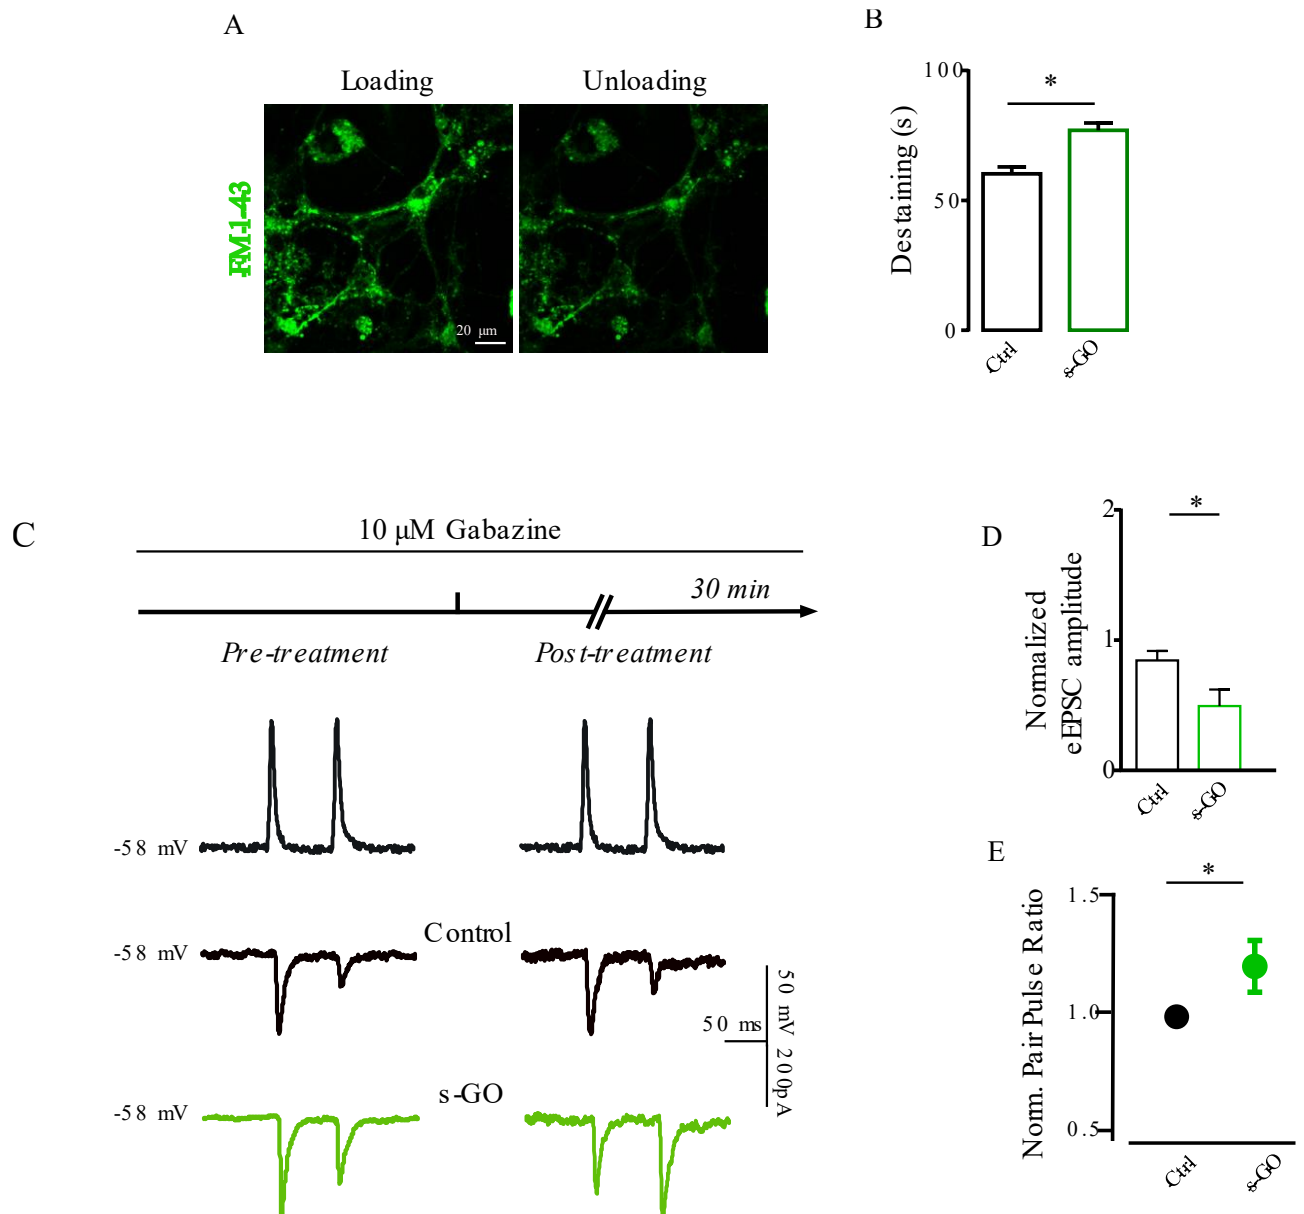 A
Loading Unloading
FM1-43
20 µm
B
100
50
0
Destaining (s)
*
Ctrl
s-GO
C
10 µM Gabazine
30 min
Pre-treatment
Post-treatment
-58 mV
-58 mV
Control
50 ms
50 mV 200pA
-58 mV
s-GO
D
2
1
0
Normalized
eEPSC amplitude
*
Ctrl
s-GO
E
1.5
1.0
0.5
Norm. Pair Pulse Ratio
*
Ctrl
s-GO